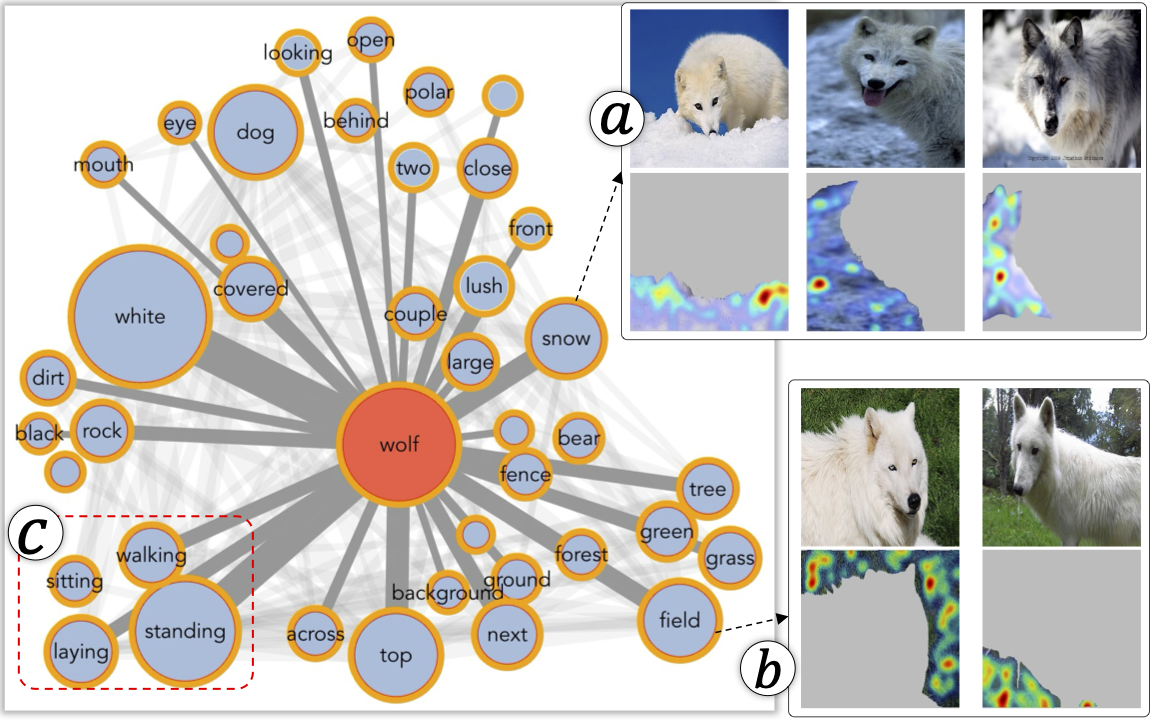 looking
open
polar
behind
eye
dog
mouth
two
close
front
covered
lush
white
couple
snow
large
dirt
wolf
black
rock
bear
fence
tree
green
grass
walking
forest
sitting
ground
background
field
standing
across
next
laying
top
a
b
c